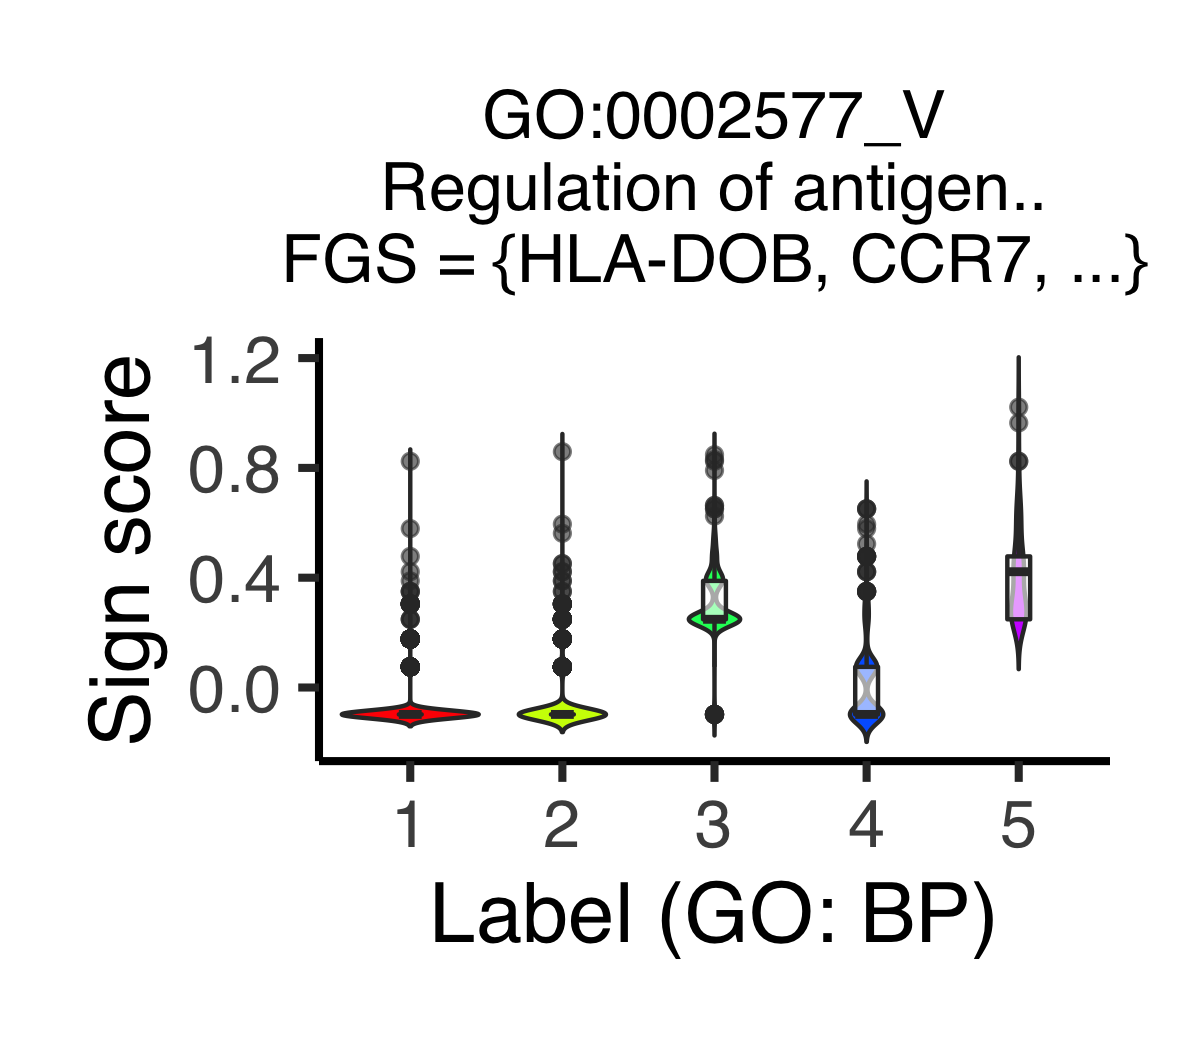 GO:0002577_V
Regulation of antigen..
FGS = {HLA-DOB, CCR7, ...}
Sign score
1.2
0.8
0.4
0.0
1 2 3 4 5
Label (GO: BP)